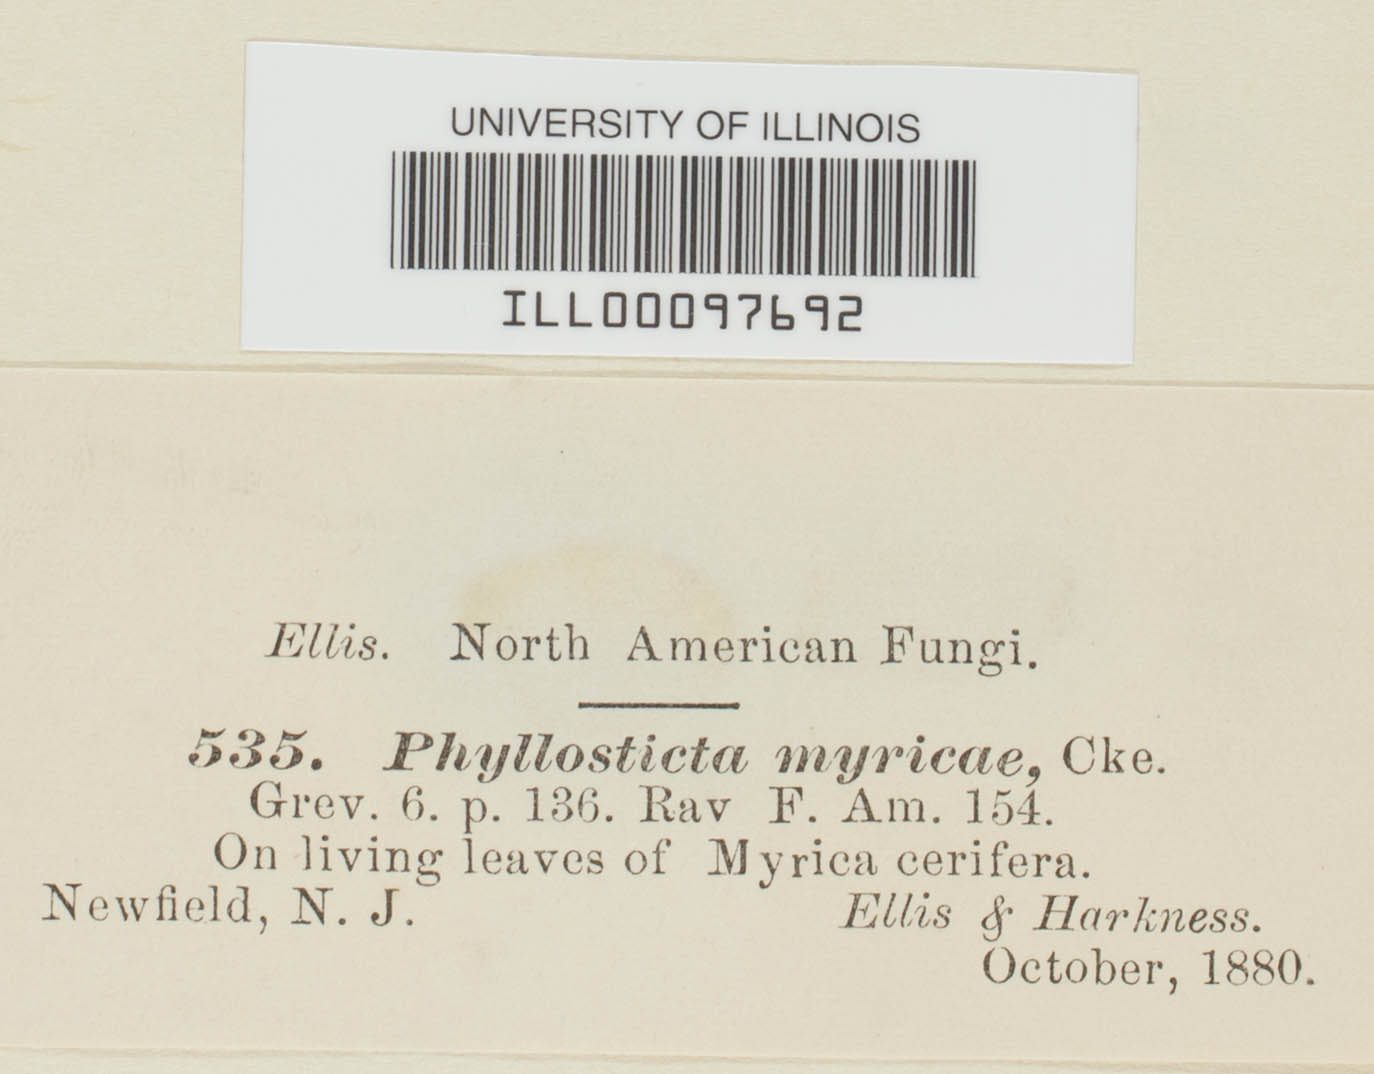 UNIVERSITY OF ILLINOIS
ILL00097692
Ellis. North American Fungi.
535. Phyllosticta myricae, Cke.
Grev. 6. p. 136. Rav F. Am. 154.
On living leaves of Myrica cerifera.
Newfield, N. J. Ellis & Harkness.
October, 1880.